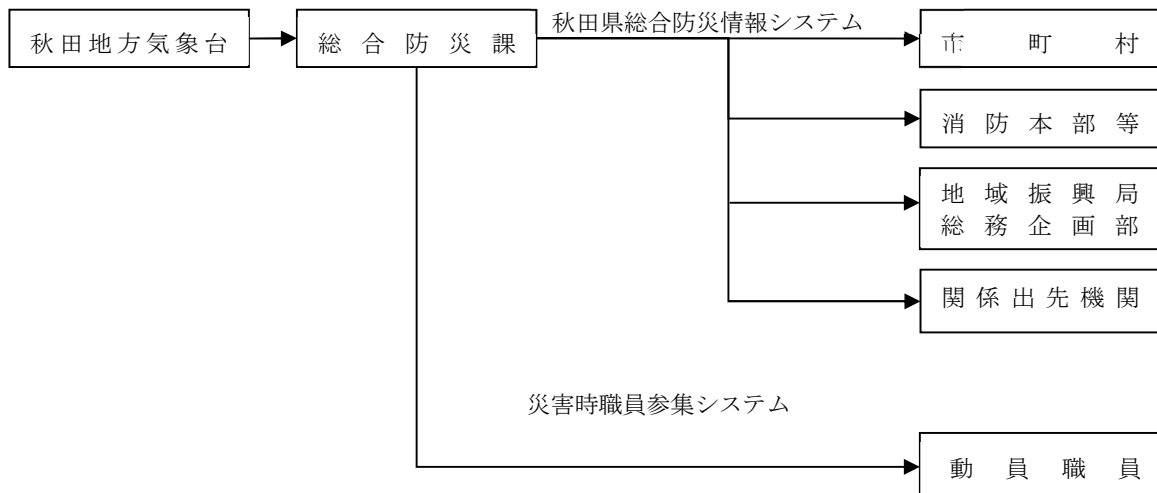 秋田県総合防災情報システム
秋田地方気象台
総合防災課
市町村
消防本部等
地域振興局
総務企画部
関係出先機関
災害時職員参集システム
動員職員